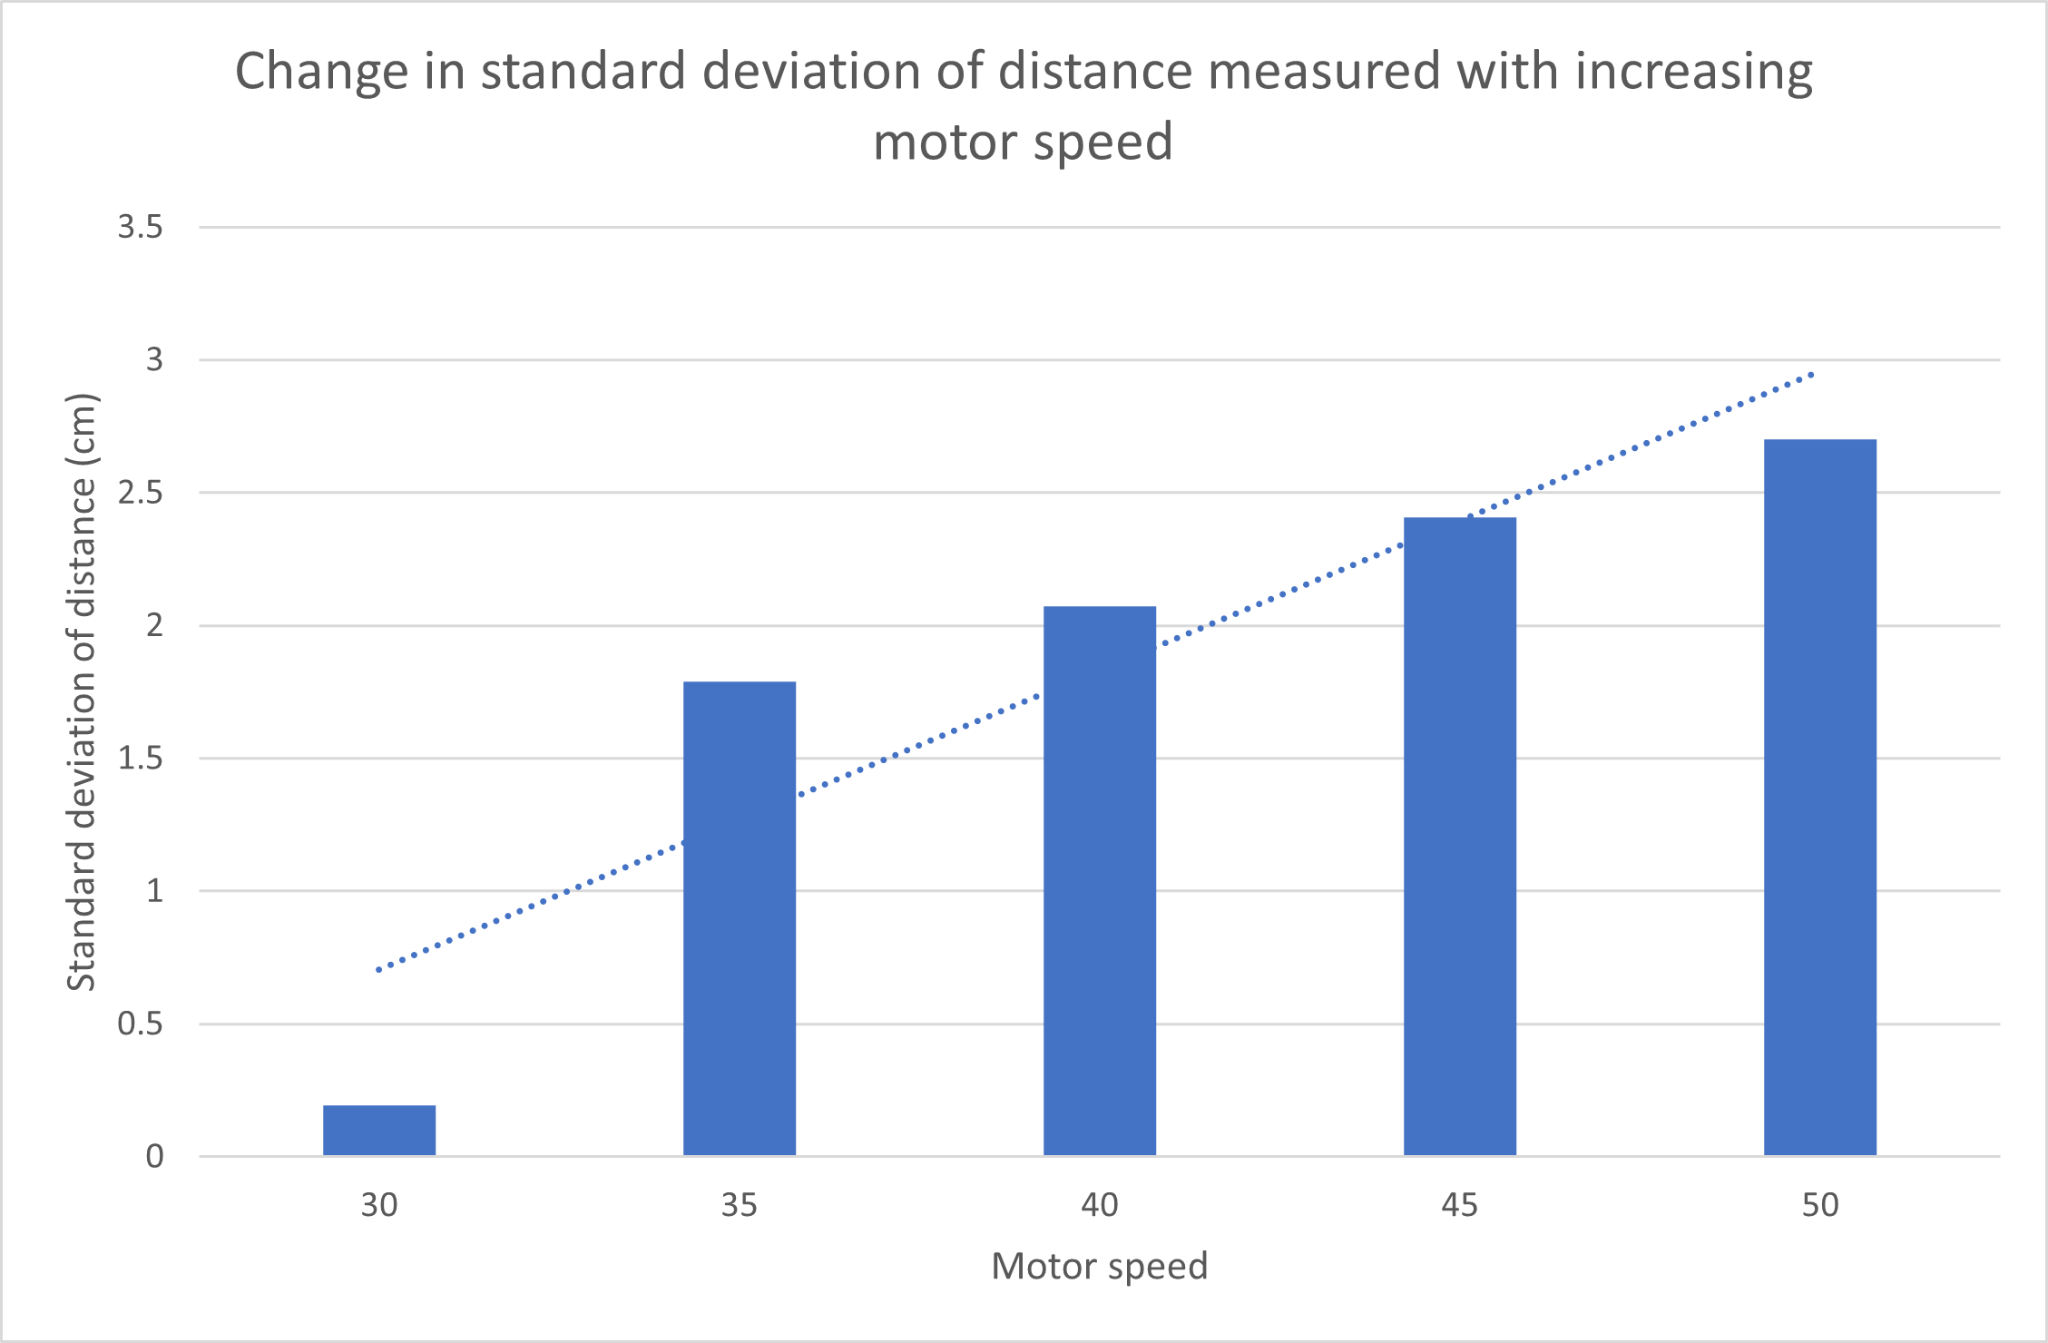 Change in standard deviation of distance measured with increasing
motor speed
3.5
3
2.5
2
1.5
1
0.5
0
Standard deviation of distance (cm)
30 35 40 45 50
Motor speed